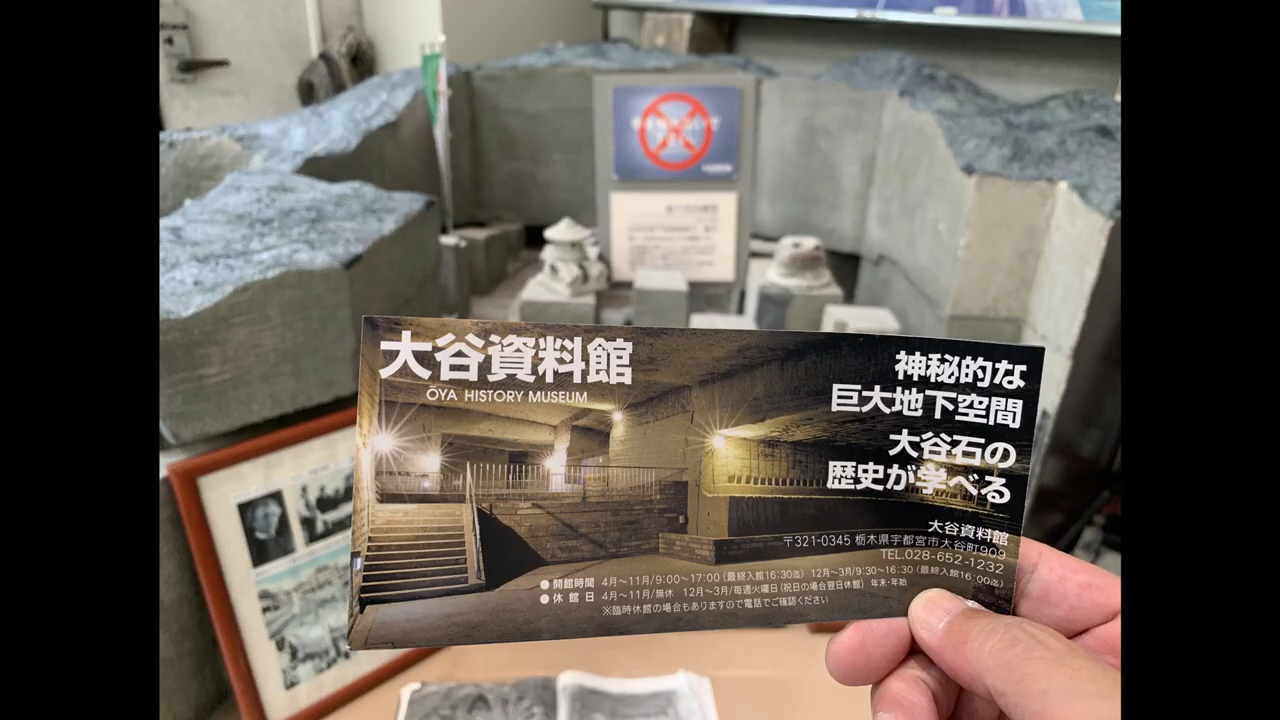 大谷資料館
ŌYA HISTORY MUSEUM
神秘的な
巨大地下空間
大谷石の
歴史が学べる
大谷資料館
〒321-0345 栃木県宇都宮市大谷町909
TEL.028-652-1232
●開館時間 4月〜11月/9:00〜17:00(最終入館16:30迄) 12月〜3月/9:30〜16:30(最終入館16:00迄)
●休館日 4月〜11月/無休 12月〜3月/毎週火曜日(祝日の場合翌日休館) 年末・年始
※臨時休館の場合もありますので電話でご確認ください